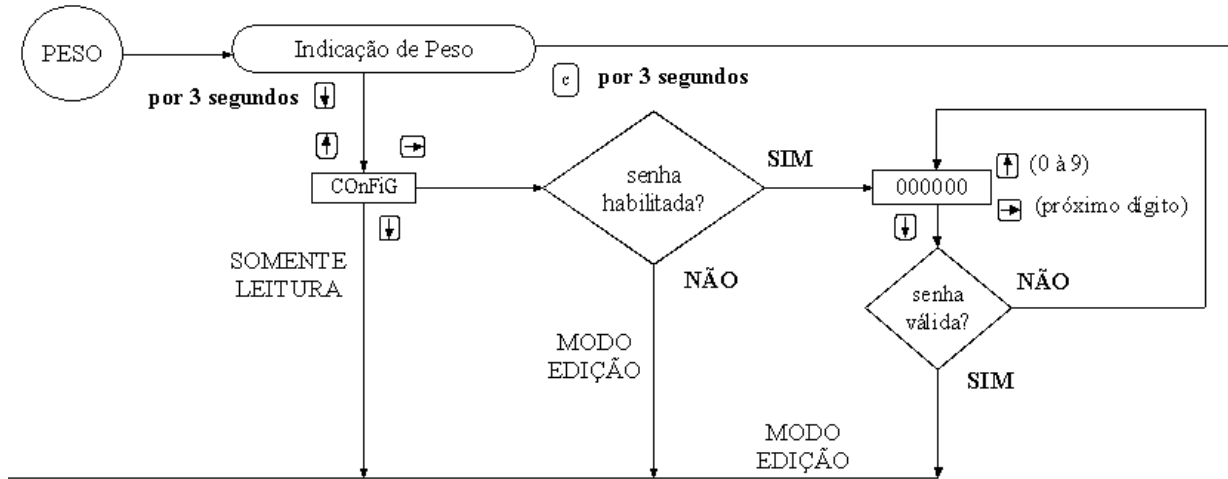 PESO
Indicação de Peso
por 3 segundos
c por 3 segundos
COnFiG
senha
habilitada?
SIM
000000
(0 à 9)
(próximo dígito)
SOMENTE
LEITURA
NÃO
senha
válida?
NÃO
MODO
EDIÇÃO
SIM
MODO
EDIÇÃO